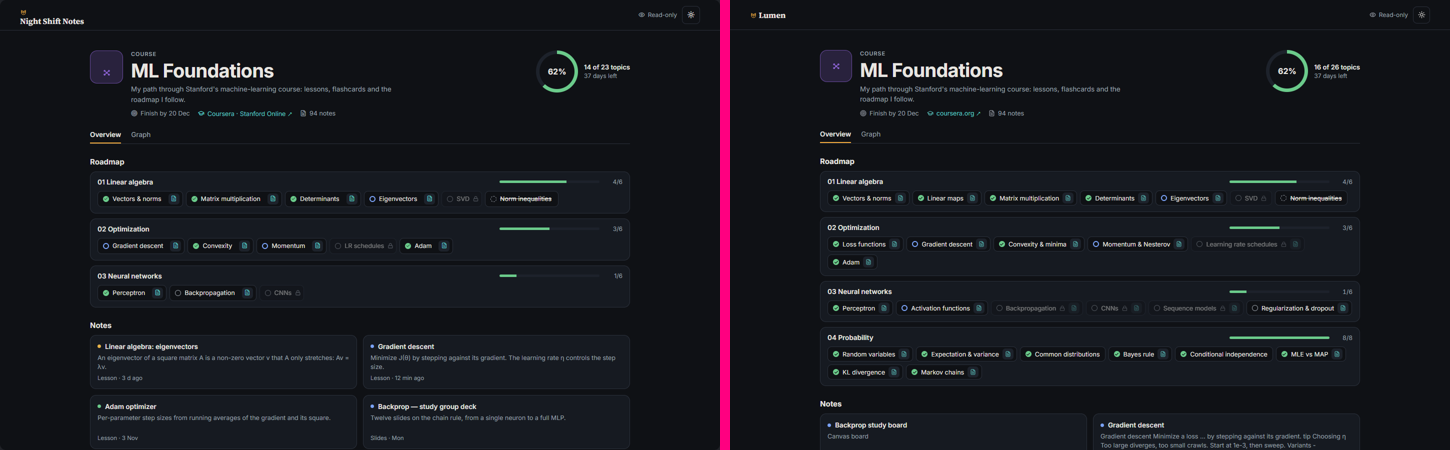 Night Shift Notes
Read-only
COURSE
ML Foundations
My path through Stanford's machine-learning course: lessons, flashcards and the
roadmap I follow.
Finish by 20 Dec
Coursera · Stanford Online ↗
94 notes
62%
14 of 23 topics
37 days left
Overview
Graph
Roadmap
01 Linear algebra
4/6
Vectors & norms
Matrix multiplication
Determinants
Eigenvectors
SVD
Norm inequalities
02 Optimization
3/6
Gradient descent
Convexity
Momentum
LR schedules
Adam
03 Neural networks
1/6
Perceptron
Backpropagation
CNNs
Notes
Linear algebra: eigenvectors
An eigenvector of a square matrix A is a non-zero vector v that A only stretches: Av =
λv.
Lesson · 3 d ago
Gradient descent
Minimize J(θ) by stepping against its gradient. The learning rate η controls the step
size.
Lesson · 12 min ago
Adam optimizer
Per-parameter step sizes from running averages of the gradient and its square.
Lesson · 3 Nov
Backprop — study group deck
Twelve slides on the chain rule, from a single neuron to a full MLP.
Slides · Mon
Lumen
Read-only
COURSE
ML Foundations
My path through Stanford's machine-learning course: lessons, flashcards and the
roadmap I follow.
Finish by 20 Dec
coursera.org ↗
94 notes
62%
16 of 26 topics
37 days left
Overview
Graph
Roadmap
01 Linear algebra
4/6
Vectors & norms
Linear maps
Matrix multiplication
Determinants
Eigenvectors
SVD
Norm inequalities
02 Optimization
3/6
Loss functions
Gradient descent
Convexity & minima
Momentum & Nesterov
Learning rate schedules
Adam
03 Neural networks
1/6
Perceptron
Activation functions
Backpropagation
CNNs
Sequence models
Regularization & dropout
04 Probability
8/8
Random variables
Expectation & variance
Common distributions
Bayes rule
Conditional independence
MLE vs MAP
KL divergence
Markov chains
Notes
Backprop study board
Canvas board
Gradient descent
Gradient descent Minimize a loss ... by stepping against its gradient. tip Choosing η
Too large diverges, too small crawls. Start at 1e-3, then sweep. Variants -